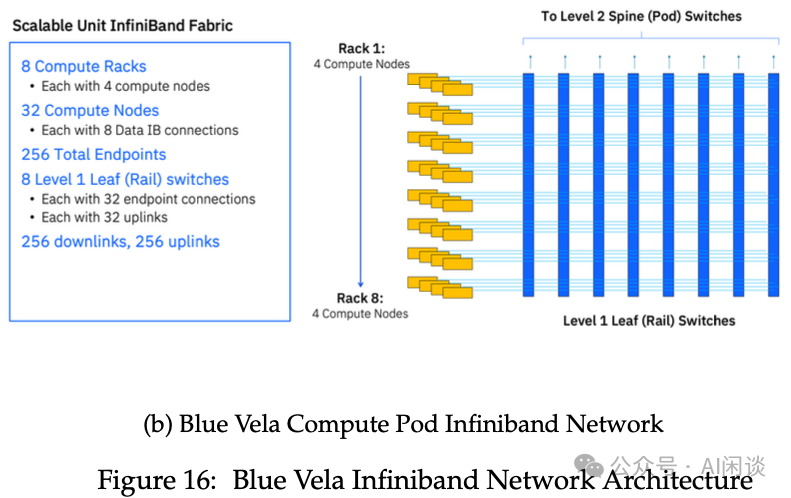 Scalable Unit InfiniBand Fabric
8 Compute Racks
• Each with 4 compute nodes
32 Compute Nodes
• Each with 8 Data IB connections
256 Total Endpoints
8 Level 1 Leaf (Rail) switches
• Each with 32 endpoint connections
• Each with 32 uplinks
256 downlinks, 256 uplinks
Rack 1:
4 Compute Nodes
Rack 8:
4 Compute Nodes
To Level 2 Spine (Pod) Switches
Level 1 Leaf (Rail) Switches
(b) Blue Vela Compute Pod Infiniband Network
公众号 · AI闲谈
Figure 16: Blue Vela Infiniband Network Architecture